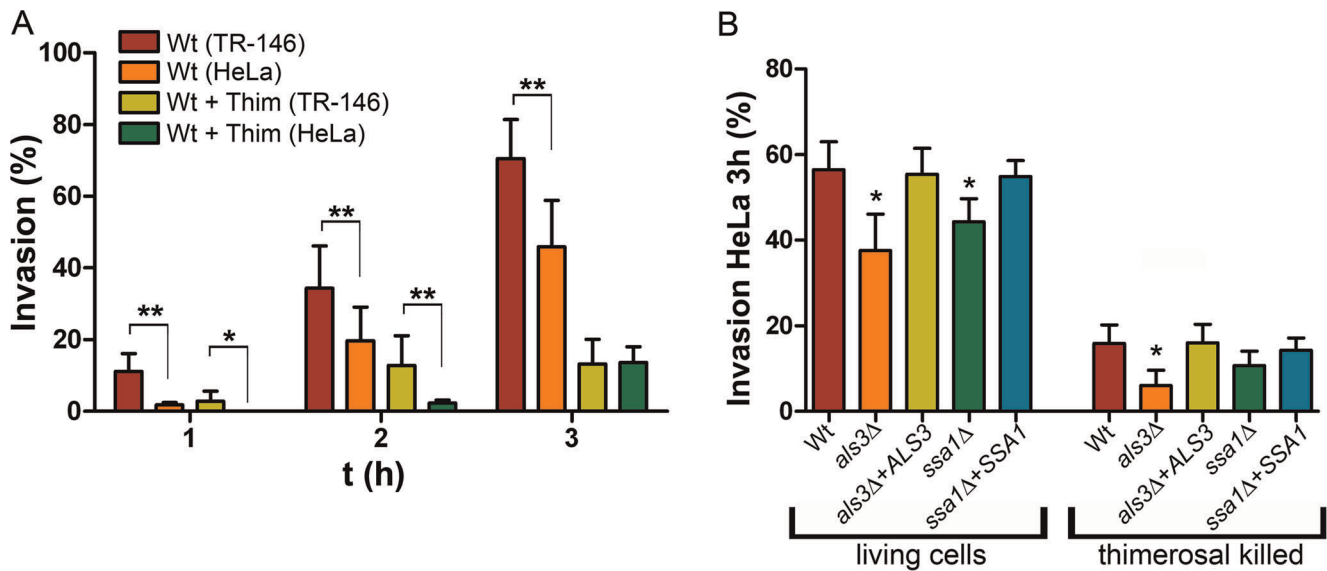 A
Invasion (%)
100
80
60
40
20
0
Wt (TR-146)
Wt (HeLa)
Wt + Thim (TR-146)
Wt + Thim (HeLa)
**
*
**
**
**
1
2
3
t (h)
B
Invasion HeLa 3h (%)
80
60
40
20
0
*
*
*
Wt
als3Δ
als3Δ+ALS3
ssa1Δ
ssa1Δ+SSA1
Wt
als3Δ
als3Δ+ALS3
ssa1Δ
ssa1Δ+SSA1
living cells
thimerosal killed